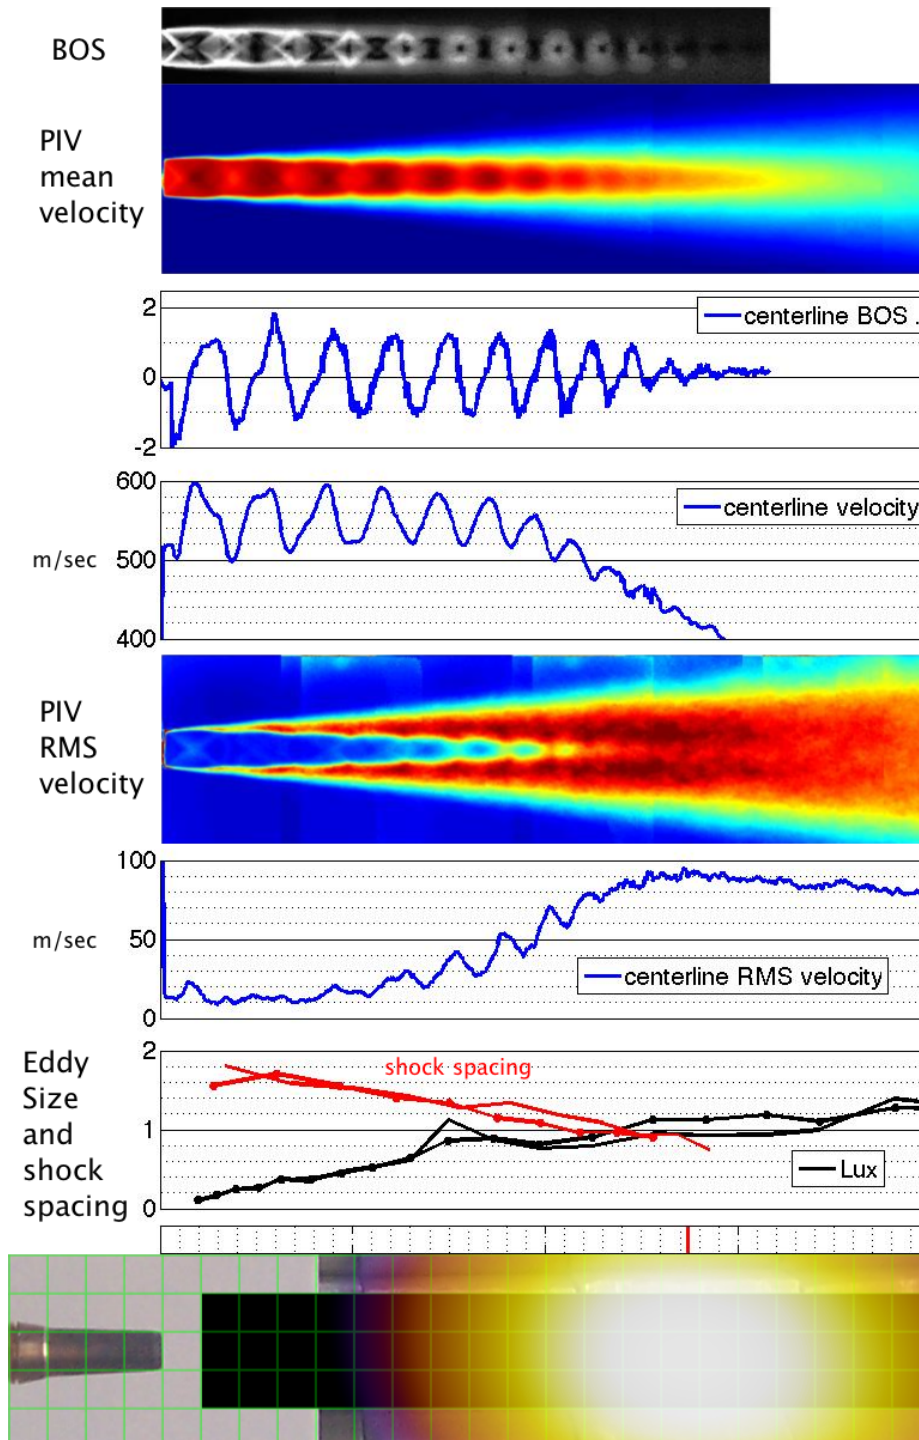 BOS
PIV
mean
velocity
2
0
-2
centerline BOS .
600
m/sec
500
400
centerline velocity
PIV
RMS
velocity
100
m/sec
50
0
centerline RMS velocity
Eddy
Size
and
shock
spacing
2
1
0
shock spacing
Lux